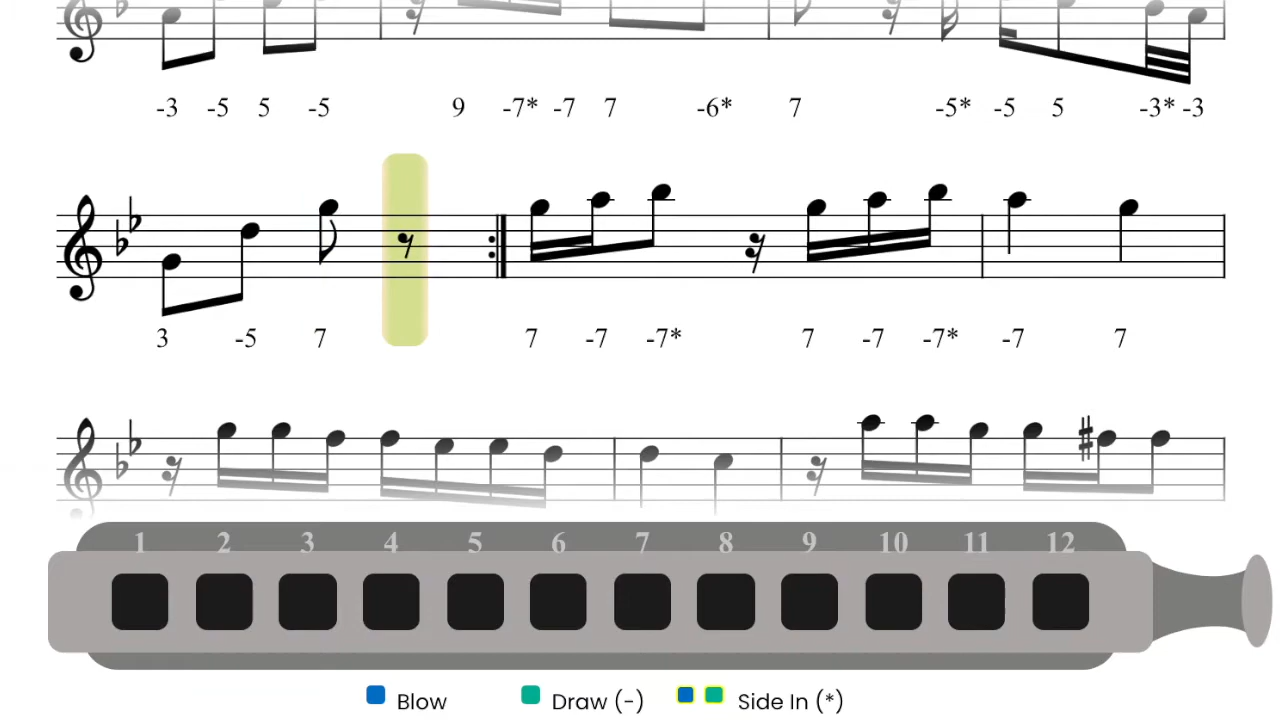 -3 -5 5 -5 9 -7* -7 7 -6* 7 -5* -5 5 -3* -3
3 -5 7 7 -7 -7* 7 -7 -7* -7 7
1 2 3 4 5 6 7 8 9 10 11 12
Blow Draw (-) Side In (*)